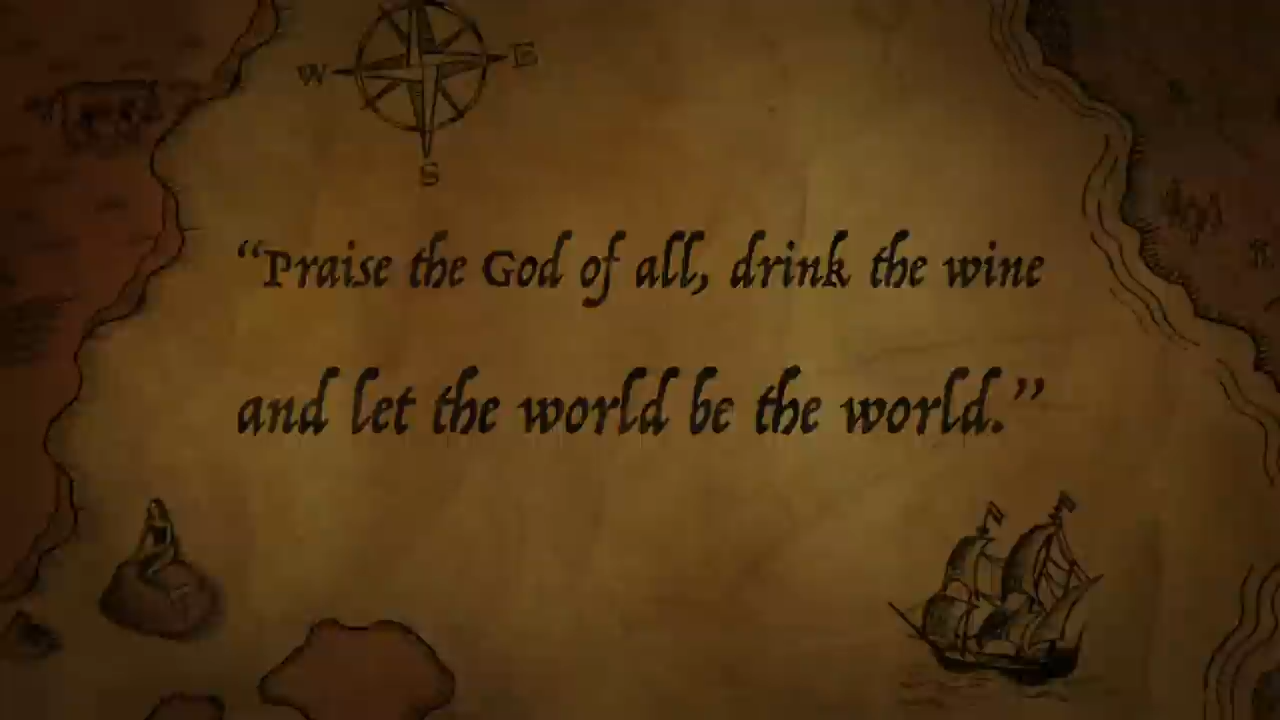 W E
S
“Praise the God of all, drink the wine
and let the world be the world.”